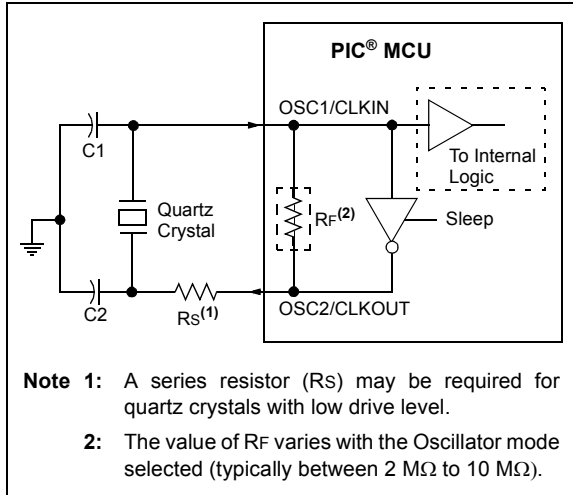 PIC® MCU
OSC1/CLKIN
C1
To Internal
Logic
Quartz
Crystal
RF(2)
Sleep
C2
RS(1)
OSC2/CLKOUT
Note 1: A series resistor (RS) may be required for
quartz crystals with low drive level.
2: The value of RF varies with the Oscillator mode
selected (typically between 2 MΩ to 10 MΩ).